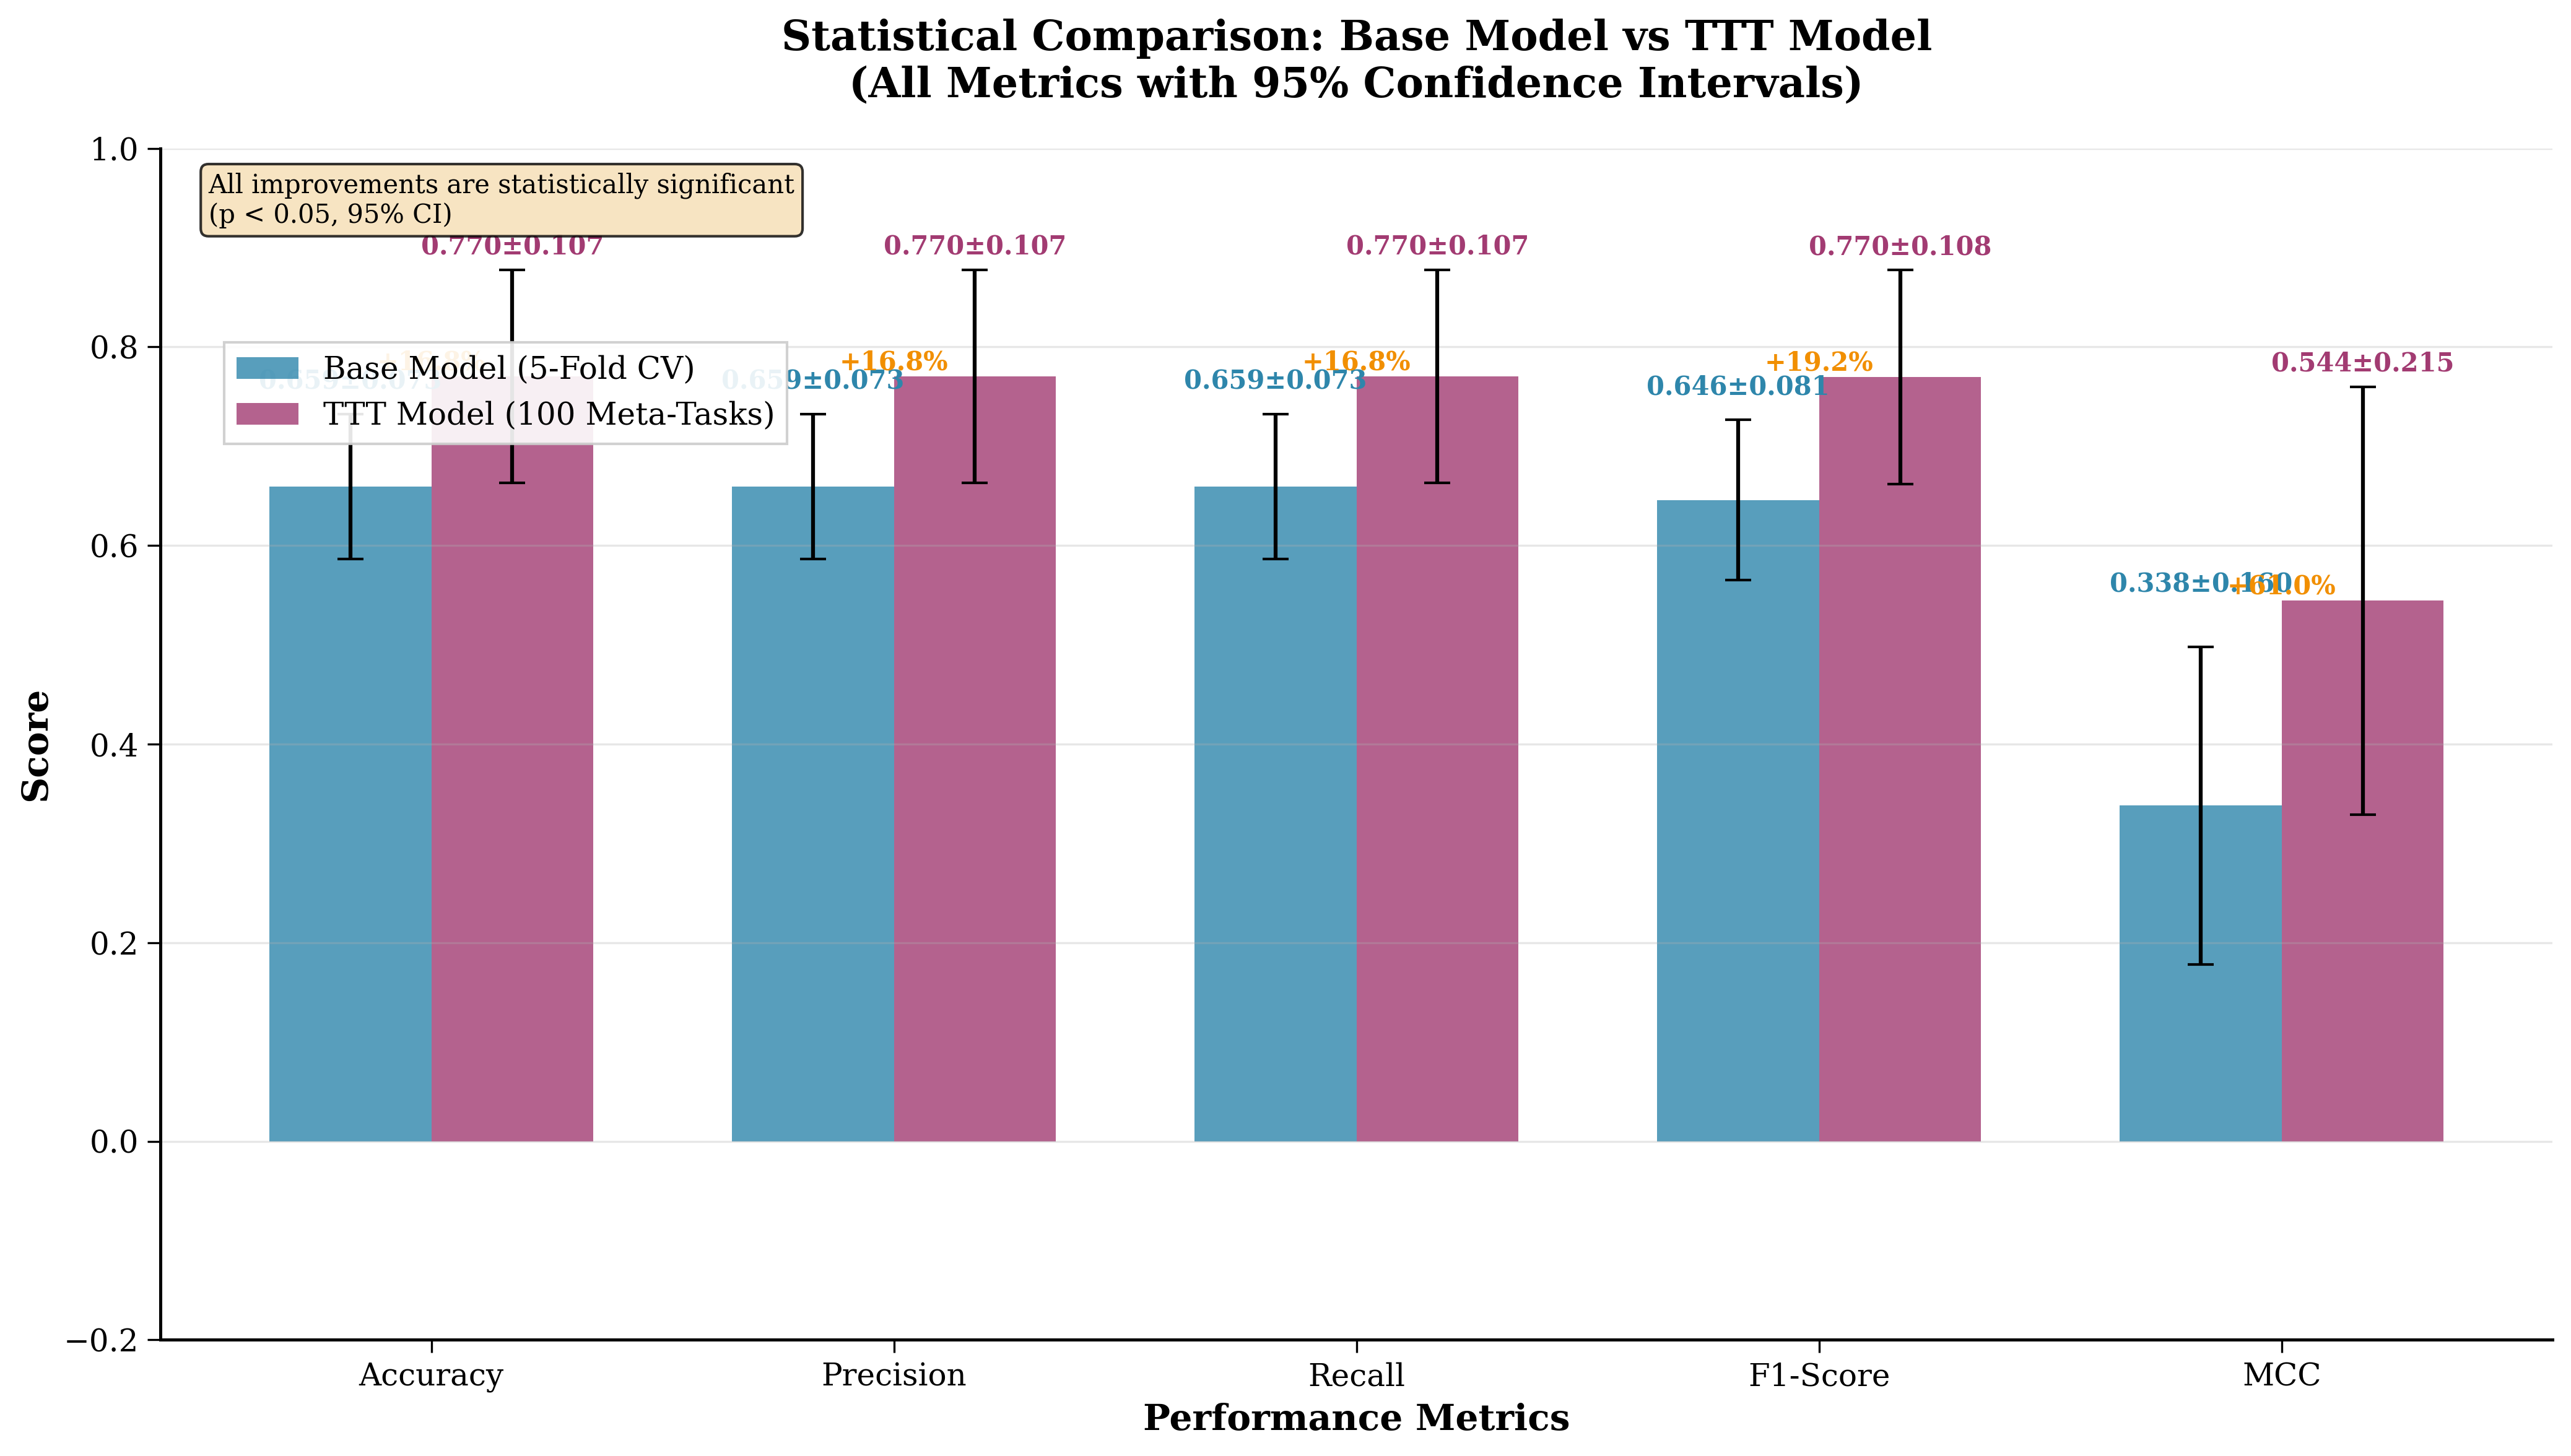 Statistical Comparison: Base Model vs TTT Model
(All Metrics with 95% Confidence Intervals)
1.0
All improvements are statistically significant
(p < 0.05, 95% CI)
0.770±0.107
0.770±0.107
0.770±0.107
0.770±0.108
0.8
+16.8%
+16.8%
+19.2%
0.544±0.215
Base Model (5-Fold CV)
0.659±0.073
0.659±0.073
0.646±0.081
TTT Model (100 Meta-Tasks)
0.6
0.338±0.160
+61.0%
0.4
0.2
0.0
−0.2
Score
Accuracy
Precision
Recall
F1-Score
MCC
Performance Metrics